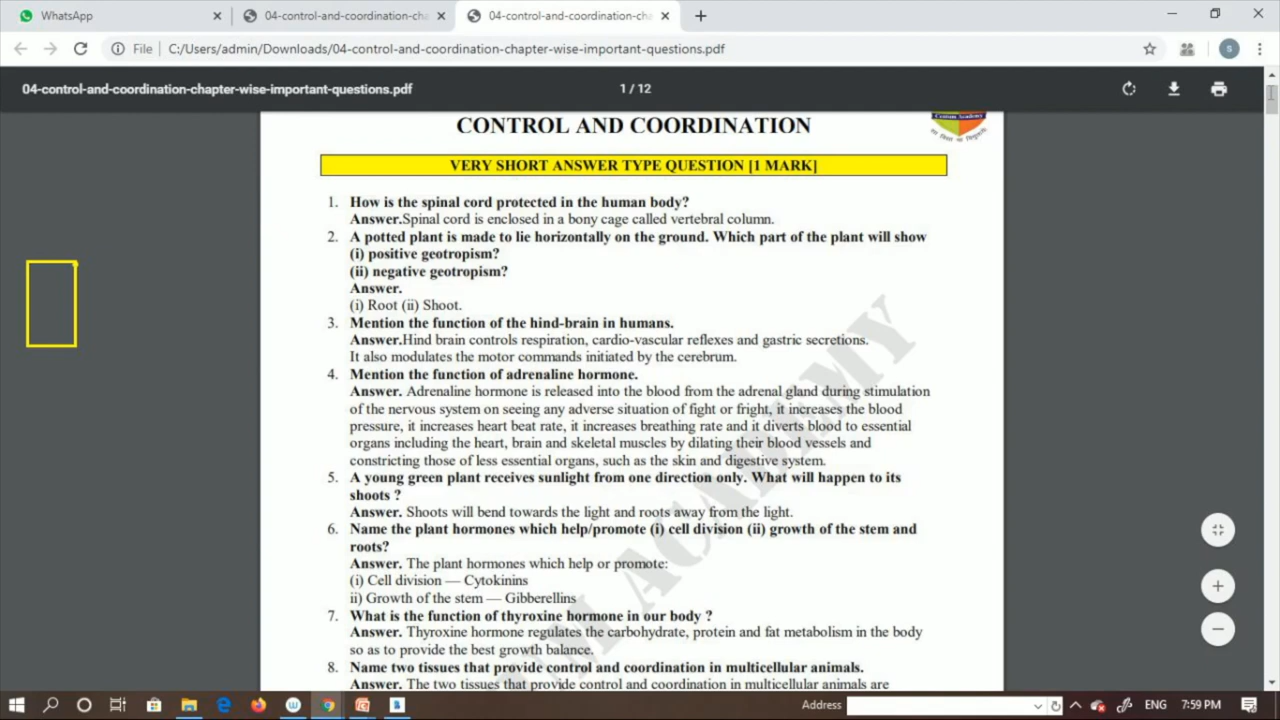 WhatsApp
04-control-and-coordination-cha
04-control-and-coordination-cha
File
C:/Users/admin/Downloads/04-control-and-coordination-chapter-wise-important-questions.pdf
S
04-control-and-coordination-chapter-wise-important-questions.pdf
1 / 12
CONTROL AND COORDINATION
VERY SHORT ANSWER TYPE QUESTION [1 MARK]
1. How is the spinal cord protected in the human body?
Answer.Spinal cord is enclosed in a bony cage called vertebral column.
2. A potted plant is made to lie horizontally on the ground. Which part of the plant will show
(i) positive geotropism?
(ii) negative geotropism?
Answer.
(i) Root (ii) Shoot.
3. Mention the function of the hind-brain in humans.
Answer.Hind brain controls respiration, cardio-vascular reflexes and gastric secretions.
It also modulates the motor commands initiated by the cerebrum.
4. Mention the function of adrenaline hormone.
Answer. Adrenaline hormone is released into the blood from the adrenal gland during stimulation
of the nervous system on seeing any adverse situation of fight or fright, it increases the blood
pressure, it increases heart beat rate, it increases breathing rate and it diverts blood to essential
organs including the heart, brain and skeletal muscles by dilating their blood vessels and
constricting those of less essential organs, such as the skin and digestive system.
5. A young green plant receives sunlight from one direction only. What will happen to its
shoots ?
Answer. Shoots will bend towards the light and roots away from the light.
6. Name the plant hormones which help/promote (i) cell division (ii) growth of the stem and
roots?
Answer. The plant hormones which help or promote:
(i) Cell division — Cytokinins
ii) Growth of the stem — Gibberellins
7. What is the function of thyroxine hormone in our body ?
Answer. Thyroxine hormone regulates the carbohydrate, protein and fat metabolism in the body
so as to provide the best growth balance.
8. Name two tissues that provide control and coordination in multicellular animals.
Answer. The two tissues that provide control and coordination in multicellular animals are
ACADEMY
Address
ENG
7:59 PM